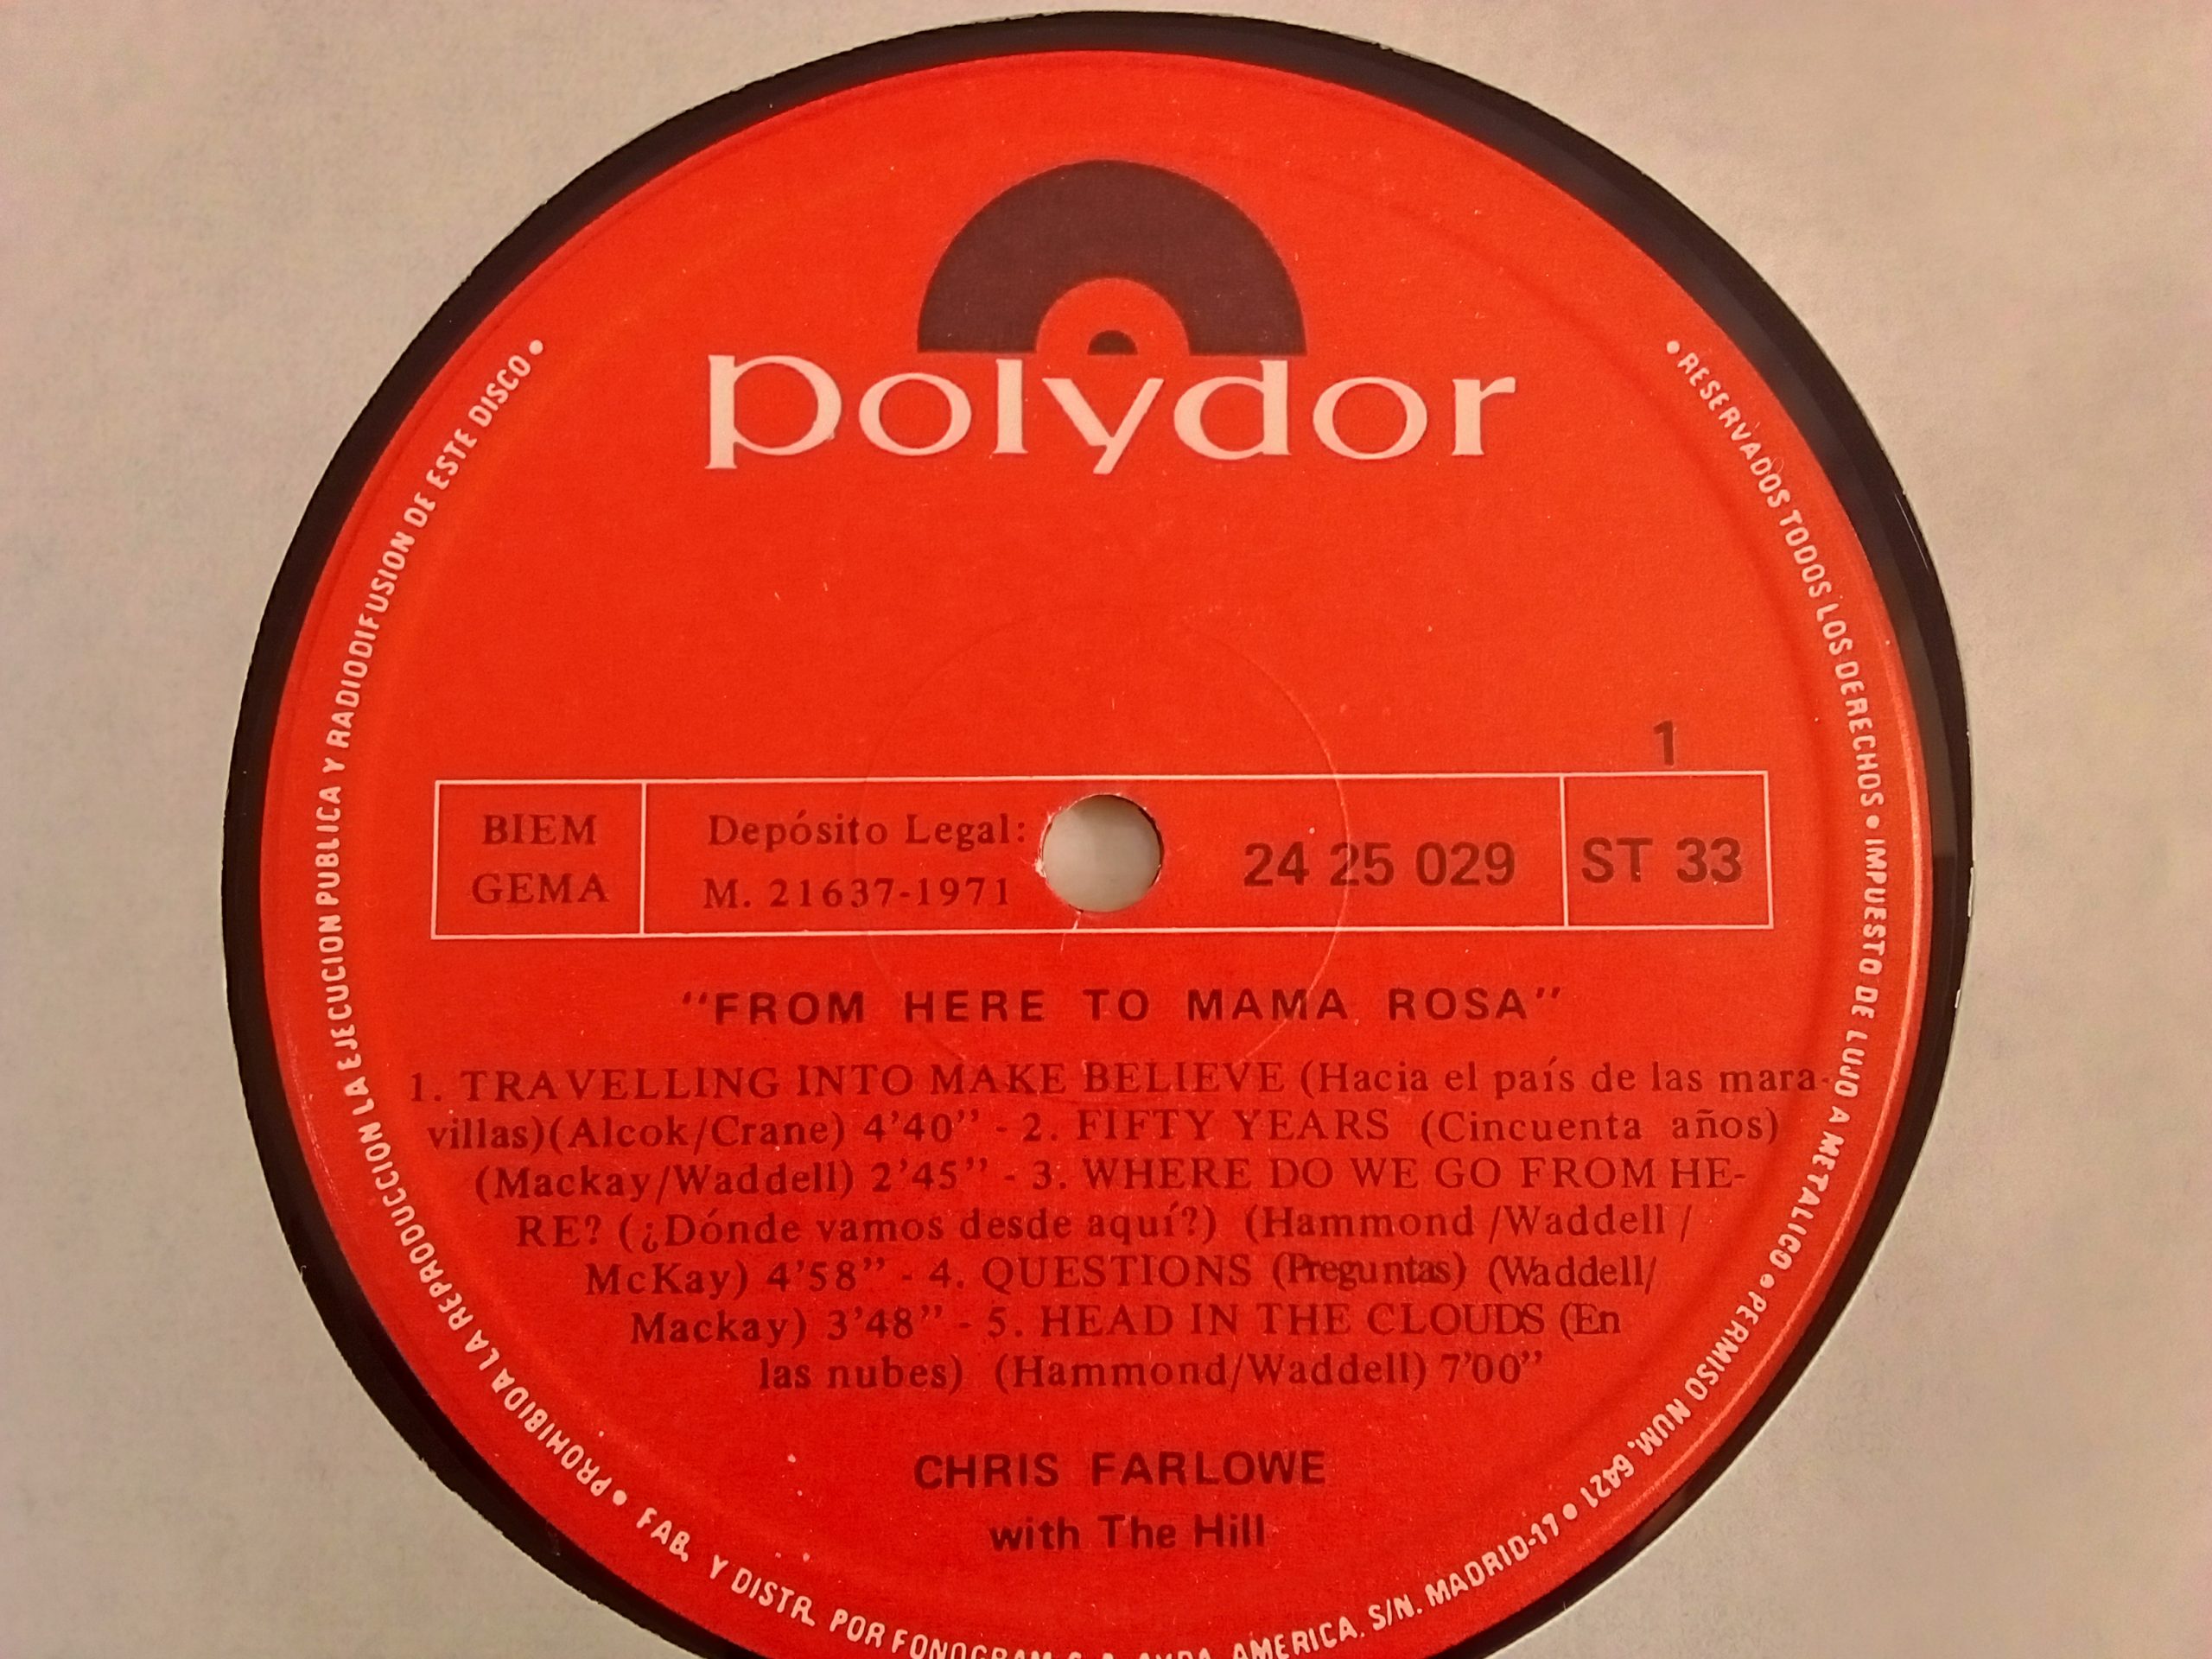 polydor
1
BIEM
GEMA
Depósito Legal:
M. 21637-1971
24 25 029
ST 33
"FROM HERE TO MAMA ROSA"
1. TRAVELLING INTO MAKE BELIEVE (Hacia el país de las mara-
villas)(Alcok/Crane) 4'40" - 2. FIFTY YEARS (Cincuenta años)
(Mackay/Waddell) 2'45" - 3. WHERE DO WE GO FROM HE-
RE? (¿Dónde vamos desde aquí?) (Hammond /Waddell /
McKay) 4'58" - 4. QUESTIONS (Preguntas) (Waddell/
Mackay) 3'48" - 5. HEAD IN THE CLOUDS (En
las nubes) (Hammond/Waddell) 7'00"
CHRIS FARLOWE
with The Hill
• RESERVADOS TODOS LOS DERECHOS • IMPUESTO DE LUJO A METALICO • PERMISO NUM. 6421 • FAB. Y DISTR. POR FONOGRAM S. A. AVDA. AMERICA, S/N. MADRID-17 • PROHIBIDA LA REPRODUCCION LA EJECUCION PUBLICA Y RADIODIFUSION DE ESTE DISCO •